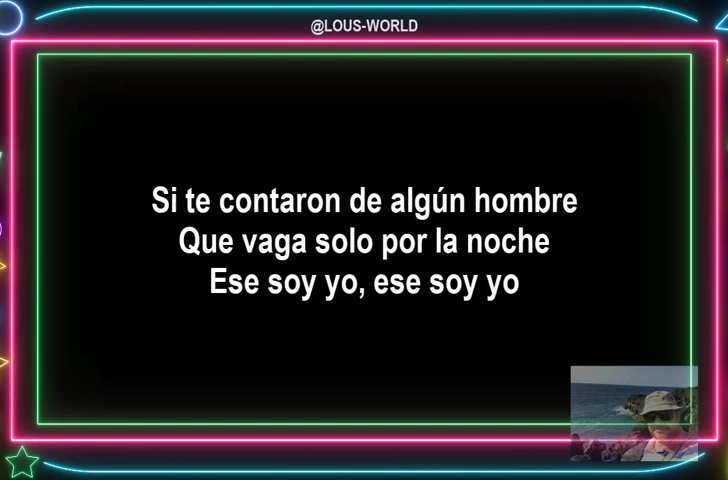 @LOUS-WORLD
Si te contaron de algún hombre
Que vaga solo por la noche
Ese soy yo, ese soy yo